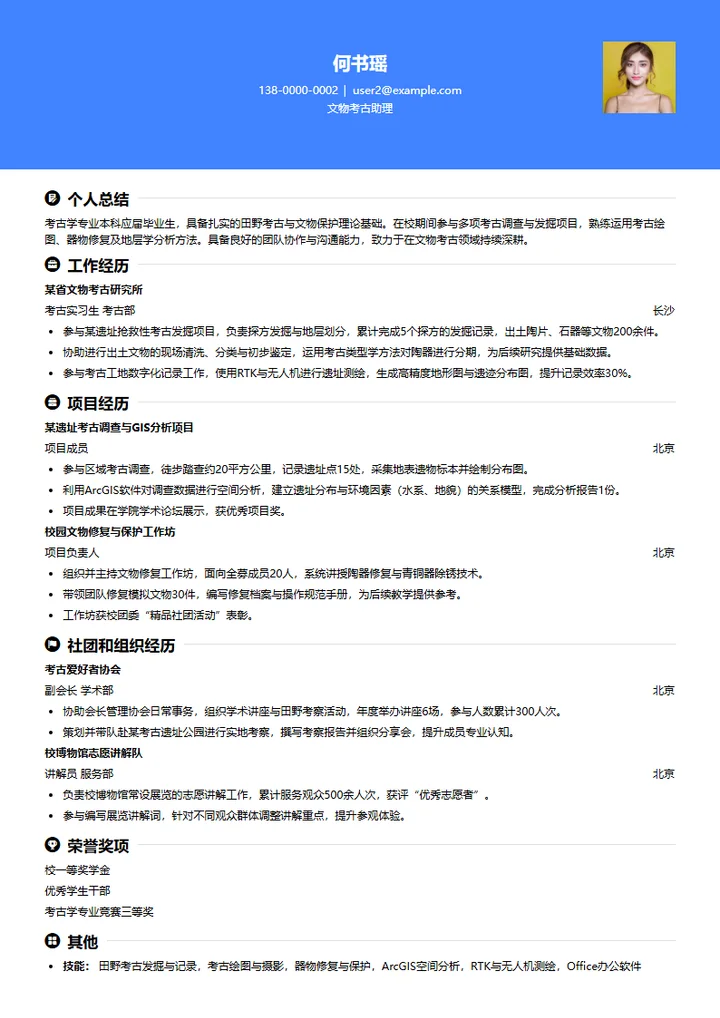 何书瑶
138-0000-0002 | user2@example.com
文物考古助理
个人总结
考古学专业本科应届毕业生，具备扎实的田野考古与文物保护理论基础。在校期间参与多项考古调查与发掘项目，熟练运用考古绘
图、器物修复及地层学分析方法。具备良好的团队协作与沟通能力，致力于在文物考古领域持续深耕。
工作经历
某省文物考古研究所
考古实习生 考古部 长沙
• 参与某遗址抢救性考古发掘项目，负责探方发掘与地层划分，累计完成5个探方的发掘记录，出土陶片、石器等文物200余件。
• 协助进行出土文物的现场清洗、分类与初步鉴定，运用考古类型学方法对陶器进行分期，为后续研究提供基础数据。
• 参与考古工地数字化记录工作，使用RTK与无人机进行遗址测绘，生成高精度地形图与遗迹分布图，提升记录效率30%。
项目经历
某遗址考古调查与GIS分析项目
项目成员 北京
• 参与区域考古调查，徒步踏查约20平方公里，记录遗址点15处，采集地表遗物标本并绘制分布图。
• 利用ArcGIS软件对调查数据进行空间分析，建立遗址分布与环境因素（水系、地貌）的关系模型，完成分析报告1份。
• 项目成果在学院学术论坛展示，获优秀项目奖。
校园文物修复与保护工作坊
项目负责人 北京
• 组织并主持文物修复工作坊，面向全募成员20人，系统讲授陶器修复与青铜器除锈技术。
• 带领团队修复模拟文物30件，编写修复档案与操作规范手册，为后续教学提供参考。
• 工作坊获校团委“精品社团活动”表彰。
社团和组织经历
考古爱好者协会
副会长 学术部 北京
• 协助会长管理协会日常事务，组织学术讲座与田野考察活动，年度举办讲座6场，参与人数累计300人次。
• 策划并带队赴某考古遗址公园进行实地考察，撰写考察报告并组织分享会，提升成员专业认知。
校博物馆志愿讲解队
讲解员 服务部 北京
• 负责校博物馆常设展览的志愿讲解工作，累计服务观众500余人次，获评“优秀志愿者”。
• 参与编写展览讲解词，针对不同观众群体调整讲解重点，提升参观体验。
荣誉奖项
校一等奖学金
优秀学生干部
考古学专业竞赛三等奖
其他
• 技能： 田野考古发掘与记录，考古绘图与摄影，器物修复与保护，ArcGIS空间分析，RTK与无人机测绘，Office办公软件